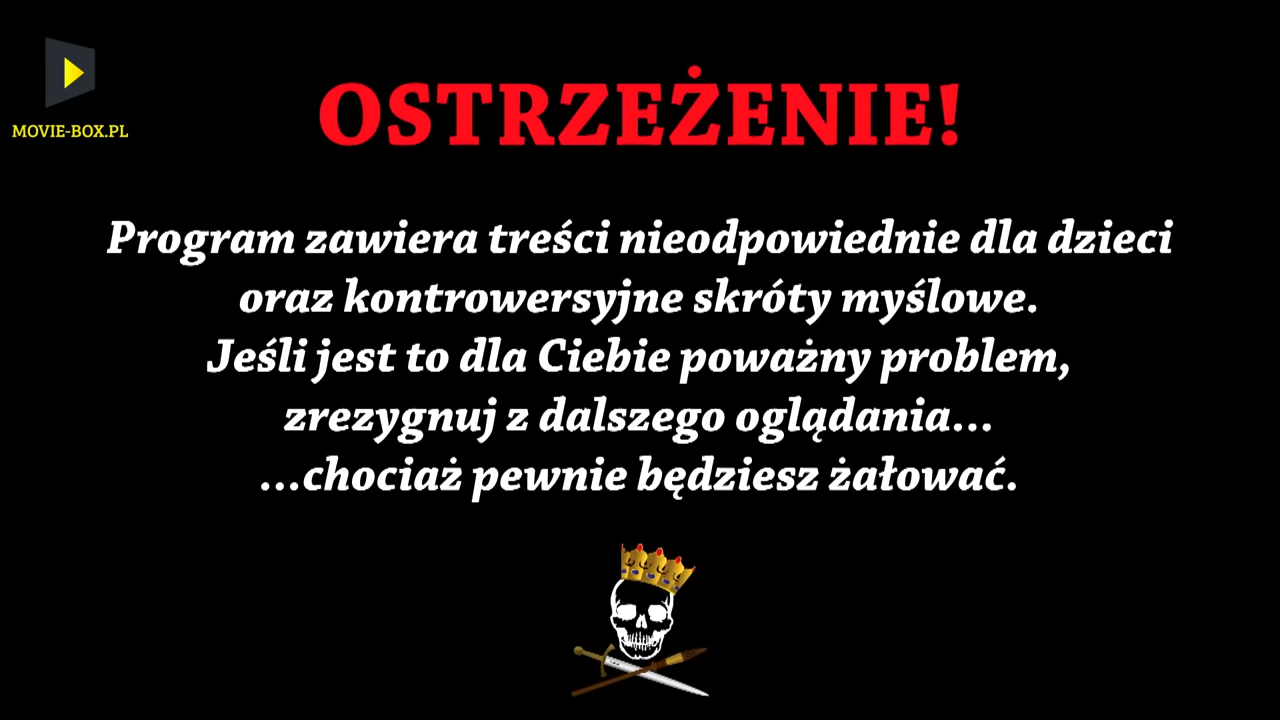 MOVIE-BOX.PL
OSTRZEŻENIE!
Program zawiera treści nieodpowiednie dla dzieci
oraz kontrowersyjne skróty myślowe.
Jeśli jest to dla Ciebie poważny problem,
zrezygnuj z dalszego oglądania...
...chociaż pewnie będziesz żałować.